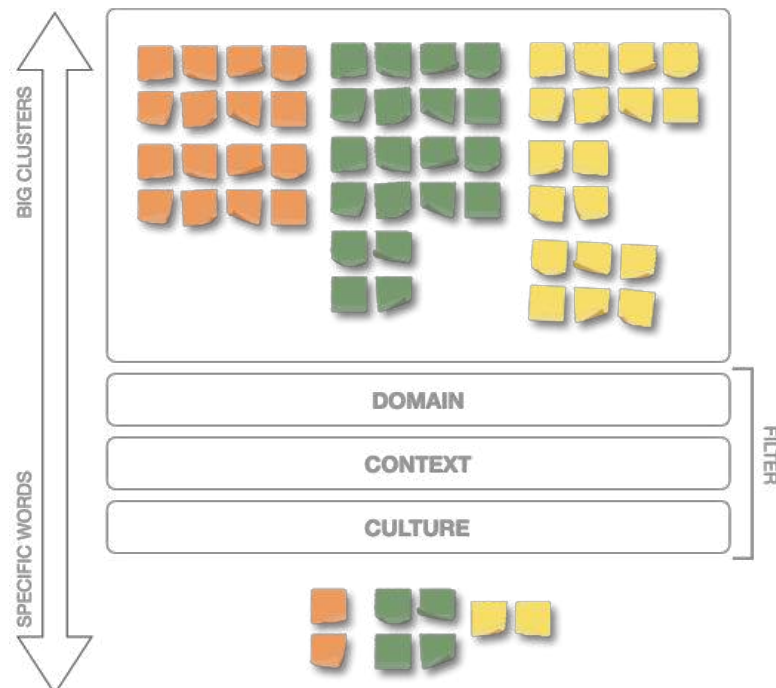 BIG CLUSTERS
DOMAIN
CONTEXT
CULTURE
FILTER
SPECIFIC WORDS